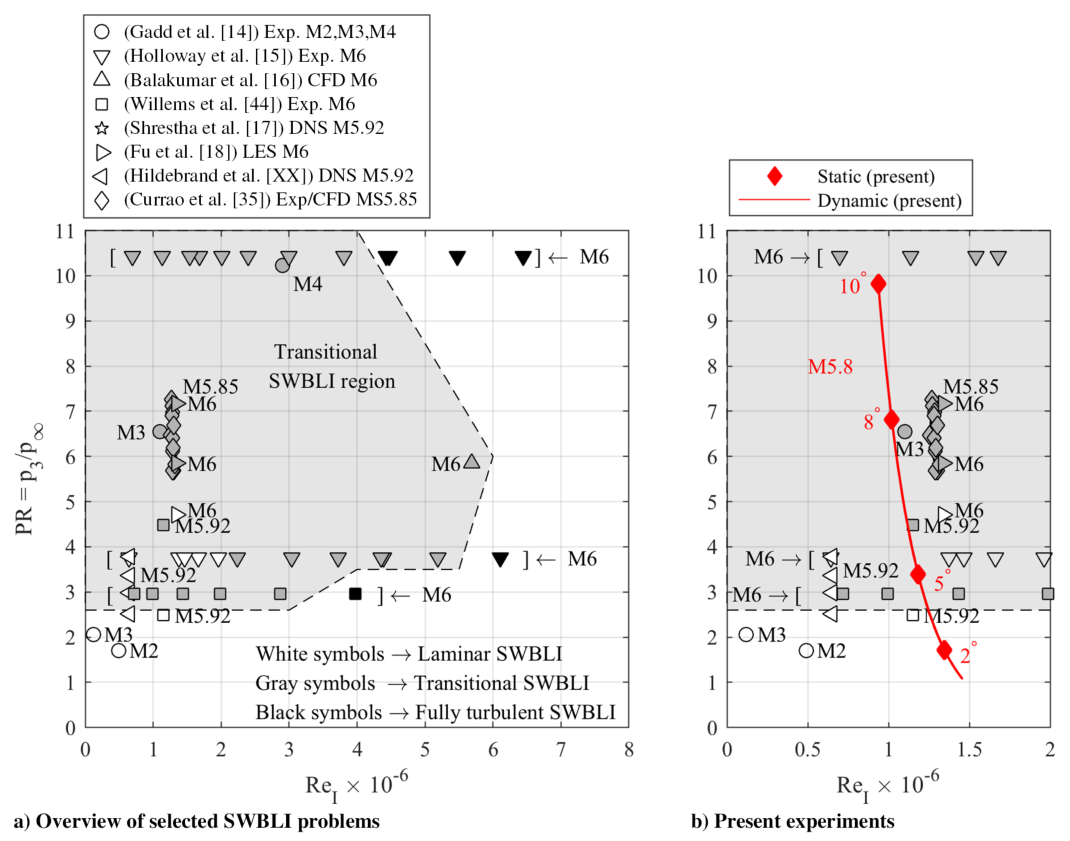 (Gadd et al. [14]) Exp. M2,M3,M4
(Holloway et al. [15]) Exp. M6
(Balakumar et al. [16]) CFD M6
(Willems et al. [44]) Exp. M6
(Shrestha et al. [17]) DNS M5.92
(Fu et al. [18]) LES M6
(Hildebrand et al. [XX]) DNS M5.92
(Currao et al. [35]) Exp/CFD MS5.85
PR = p3/p∞
11
10
9
8
7
6
5
4
3
2
1
0
[ ] ← M6
M4
Transitional
SWBLI region
M5.85
M6
M3
M6
M6
M6
M5.92
[ ] ← M6
M5.92
[ ] ← M6
M5.92
M3
M2
White symbols → Laminar SWBLI
Gray symbols → Transitional SWBLI
Black symbols → Fully turbulent SWBLI
0 1 2 3 4 5 6 7 8
Re_I × 10^-6
a) Overview of selected SWBLI problems
Static (present)
Dynamic (present)
11
10
9
8
7
6
5
4
3
2
1
0
M6 → [
10°
M5.8
M5.85
M6
8°
M3
M6
M6
M5.92
M6 → [
M5.92
5°
M6 → [
M5.92
M3
M2
2°
0 0.5 1 1.5 2
Re_I × 10^-6
b) Present experiments